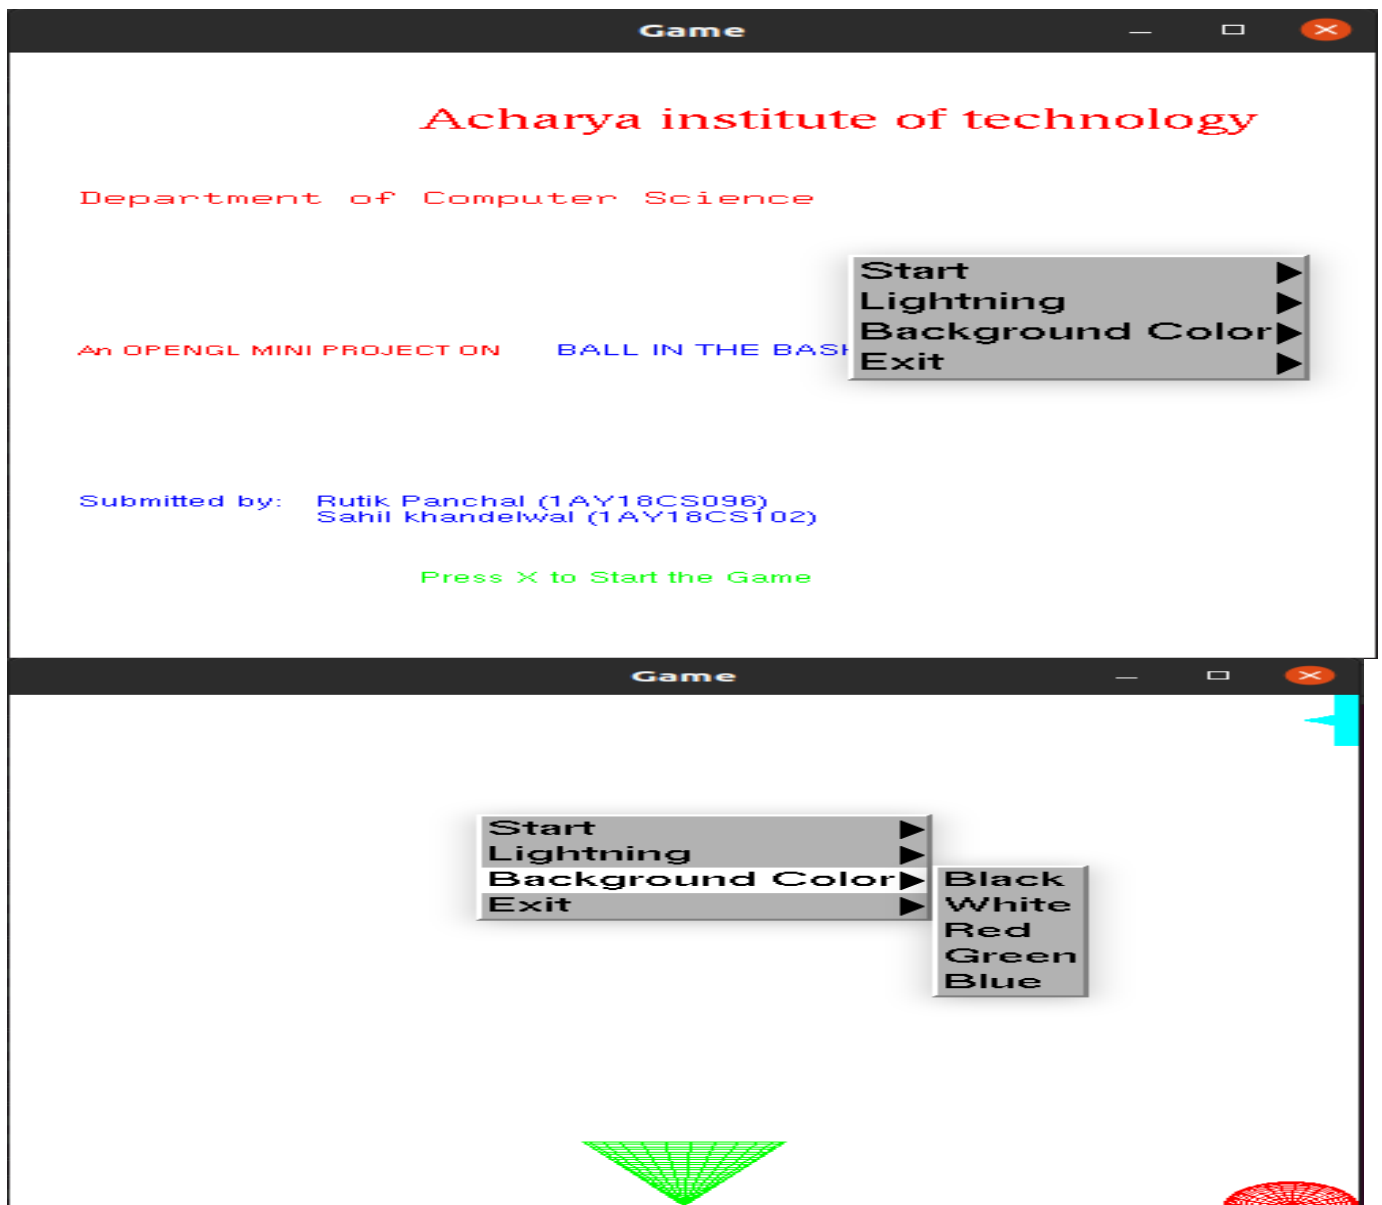 Game
Acharya institute of technology
Department of Computer Science
Start
Lightning
Background Color
Exit
An OPENGL MINI PROJECT ON BALL IN THE
Submitted by: Rutik Panchal (1AY18CS096)
Sahil khandelwal (1AY18CS102)
Press X to Start the Game
Game
Start
Lightning
Background Color
Exit
Black
White
Red
Green
Blue